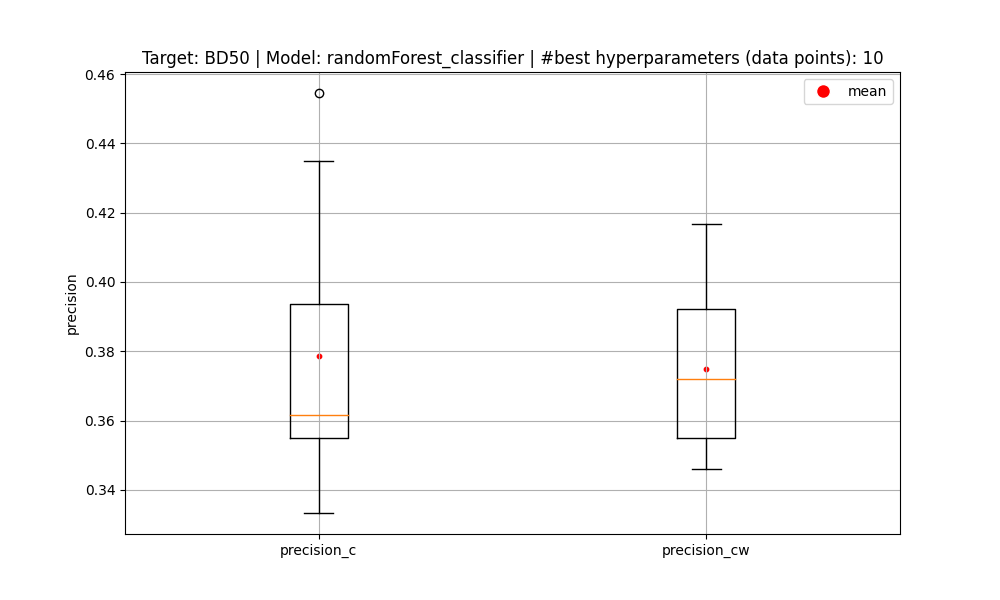 Target: BD50 | Model: randomForest_classifier | #best hyperparameters (data points): 10
mean
0.46
0.44
0.42
0.40
0.38
0.36
0.34
precision
precision_c
precision_cw